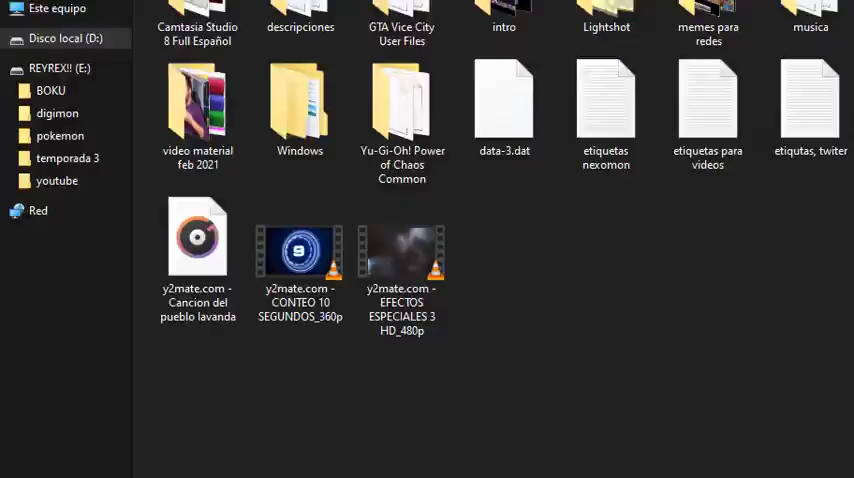 Este equipo
Disco local (D:)
REYREX!! (E:)
BOKU
digimon
pokemon
temporada 3
youtube
Red
Camtasia Studio
8 Full Español
descripciones
GTA Vice City
User Files
intro
Lightshot
memes para
redes
musica
video material
feb 2021
Windows
Yu-Gi-Oh! Power
of Chaos
Common
data-3.dat
etiquetas
nexomon
etiquetas para
videos
etiqutas, twiter
y2mate.com -
Cancion del
pueblo lavanda
9
y2mate.com -
CONTEO 10
SEGUNDOS_360p
y2mate.com -
EFECTOS
ESPECIALES 3
HD_480p